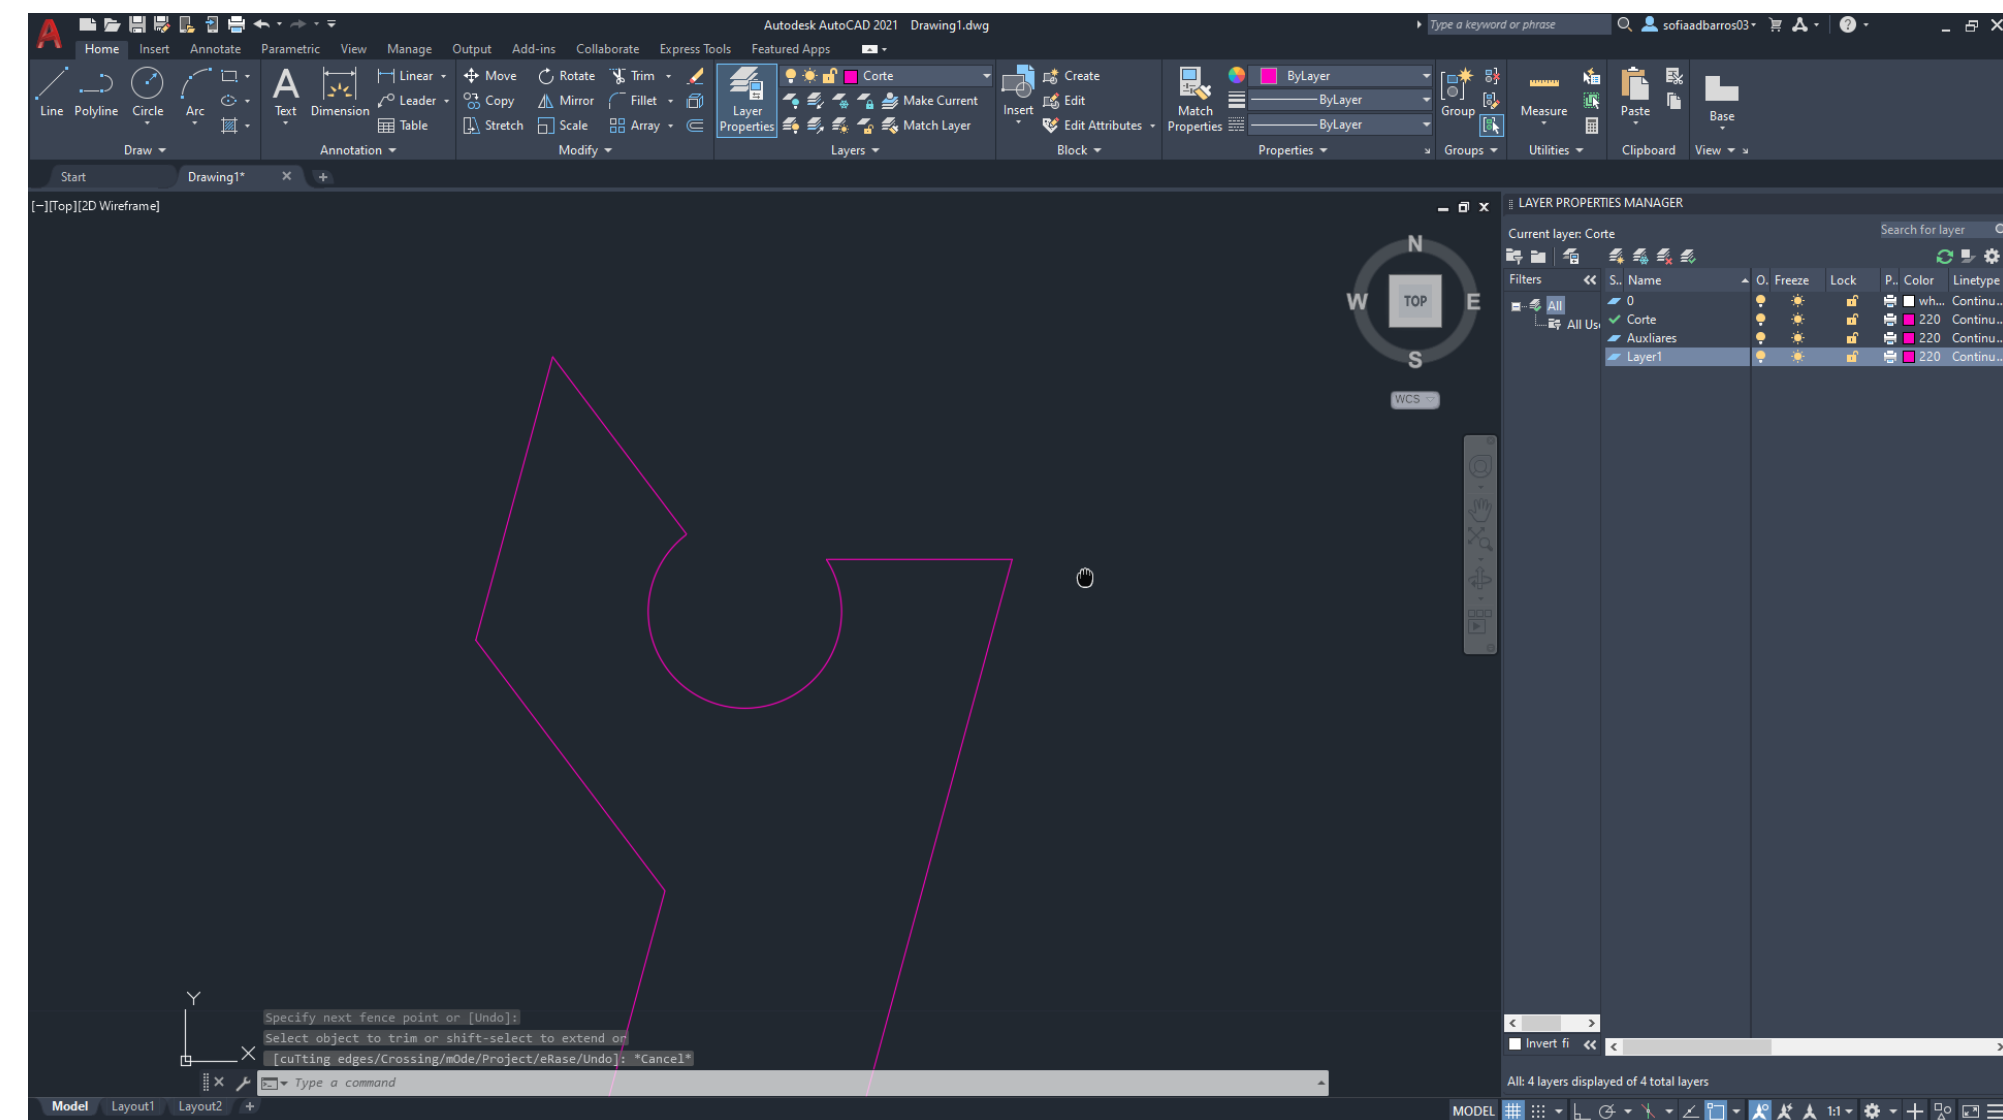 Autodesk AutoCAD 2021 Drawing1.dwg
Type a keyword or phrase
sofiaadbarros03
Home Insert Annotate Parametric View Manage Output Add-ins Collaborate Express Tools Featured Apps
Line Polyline Circle Arc
Draw
Text Dimension
Linear
Leader
Table
Annotation
Move Rotate Trim
Copy Mirror Fillet
Stretch Scale Array
Modify
Layer
Properties
Corte
Make Current
Match Layer
Layers
Insert
Create
Edit
Edit Attributes
Block
Match
Properties
ByLayer
ByLayer
ByLayer
Properties
Group
Groups
Measure
Utilities
Paste
Clipboard
Base
View
Start Drawing1* +
[−][Top][2D Wireframe]
N
W TOP E
S
WCS
LAYER PROPERTIES MANAGER
Current layer: Corte
Search for layer
Filters
All
All Us
S.. Name O. Freeze Lock P.. Color Linetype
0 wh... Continu...
Corte 220 Continu...
Auxliares 220 Continu...
Layer1 220 Continu...
Invert fi
All: 4 layers displayed of 4 total layers
Y
X
Specify next fence point or [Undo]:
Select object to trim or shift-select to extend or
[cuTting edges/Crossing/mOde/Project/eRase/Undo]: *Cancel*
Type a command
Model Layout1 Layout2 +
MODEL 1:1